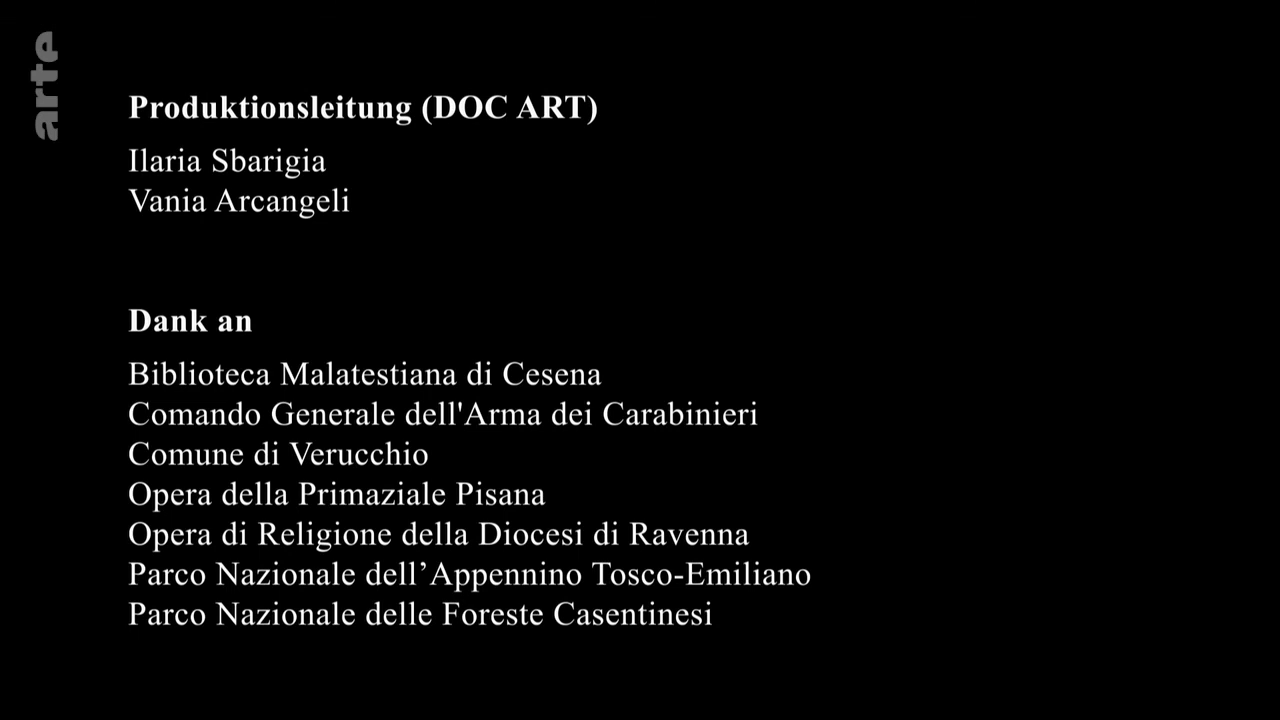 arte
Produktionsleitung (DOC ART)
Ilaria Sbarigia
Vania Arcangeli
Dank an
Biblioteca Malatestiana di Cesena
Comando Generale dell'Arma dei Carabinieri
Comune di Verucchio
Opera della Primaziale Pisana
Opera di Religione della Diocesi di Ravenna
Parco Nazionale dell’Appennino Tosco-Emiliano
Parco Nazionale delle Foreste Casentinesi